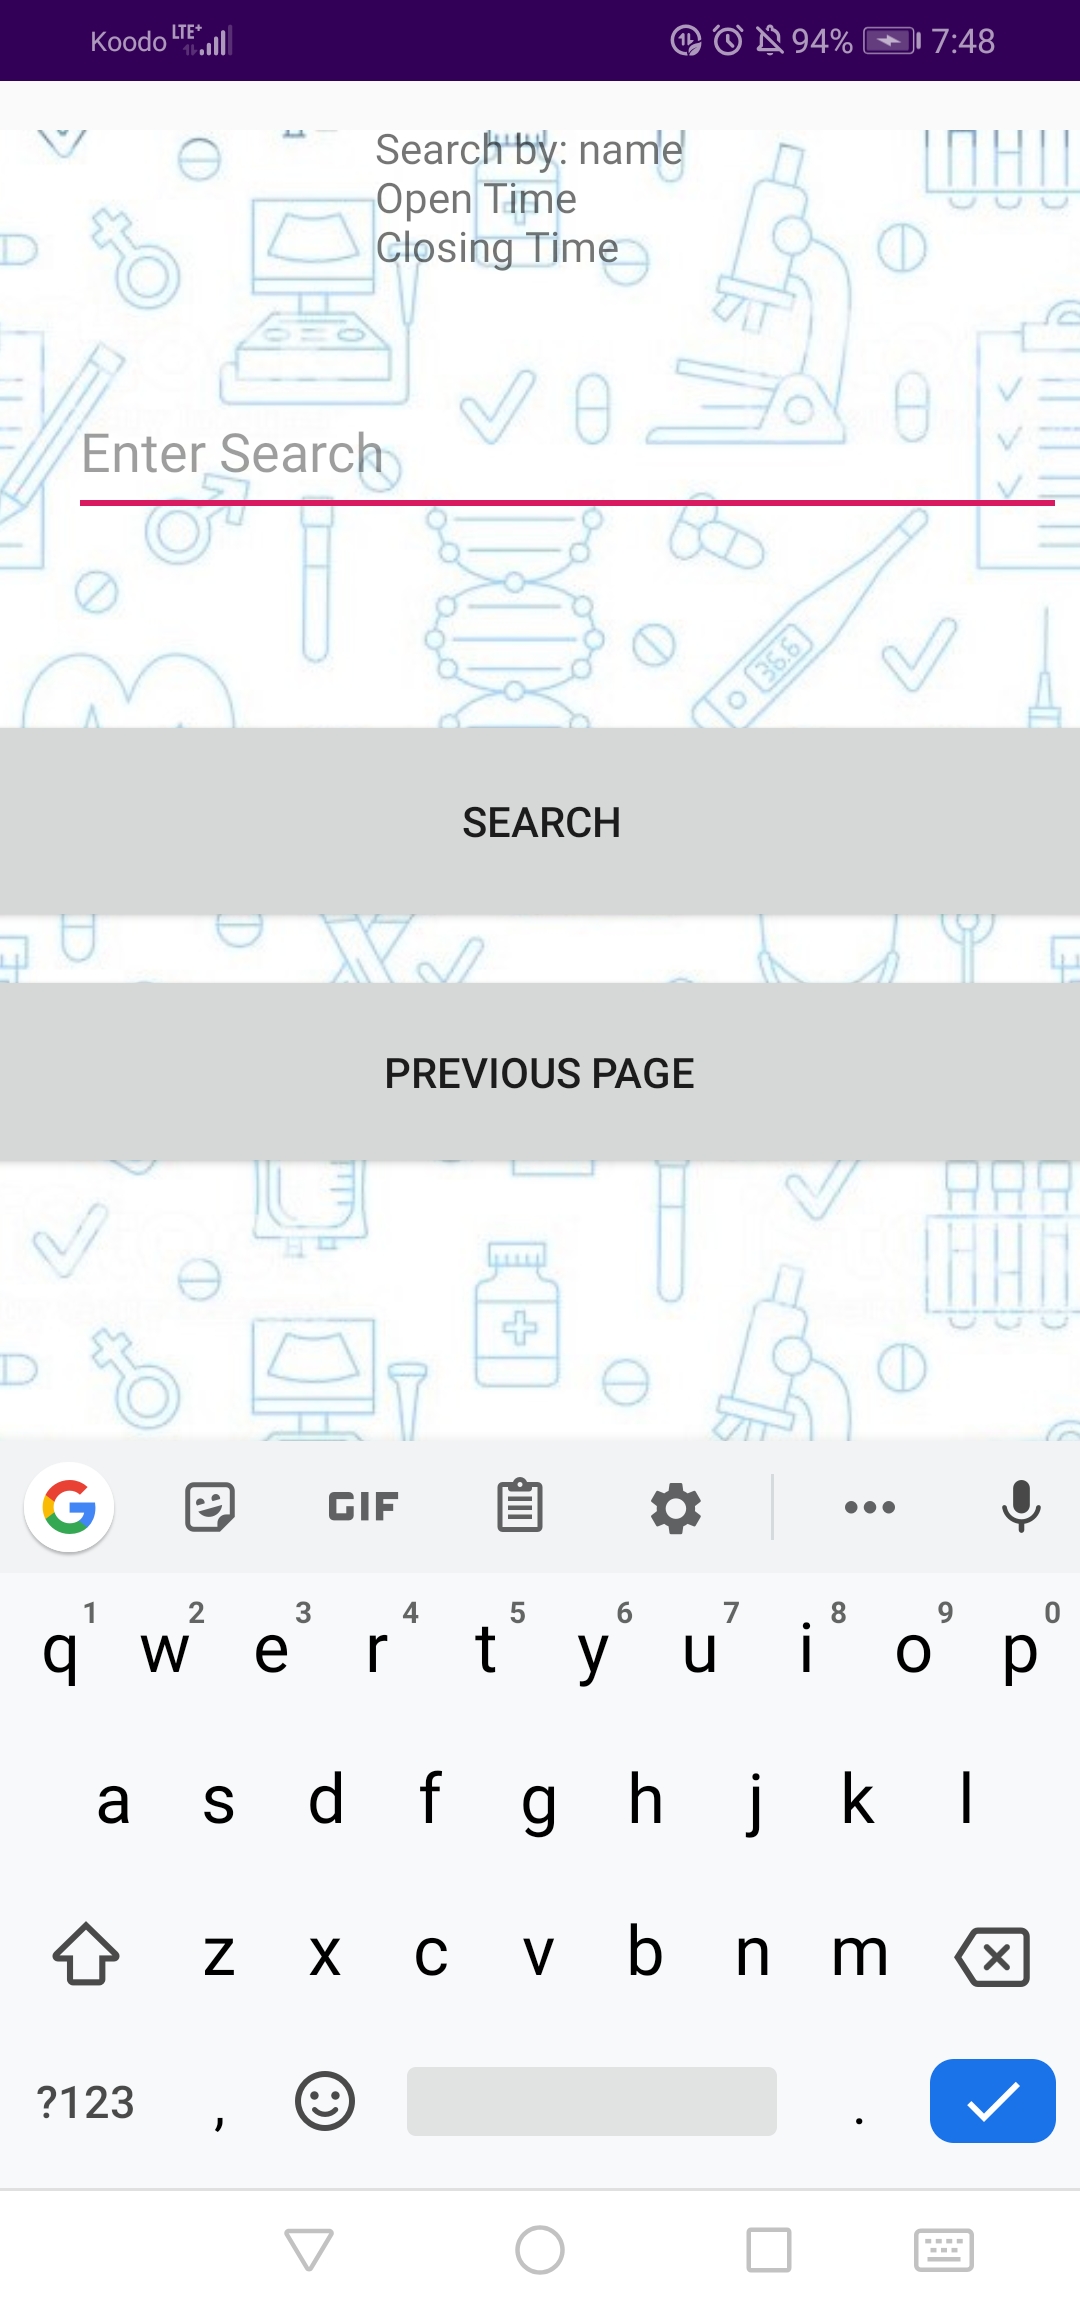 Koodo LTE+ 94% 7:48
Search by: name
Open Time
Closing Time
Enter Search
36.6
SEARCH
PREVIOUS PAGE
G GIF
1 2 3 4 5 6 7 8 9 0
q w e r t y u i o p
a s d f g h j k l
z x c v b n m
?123 , .